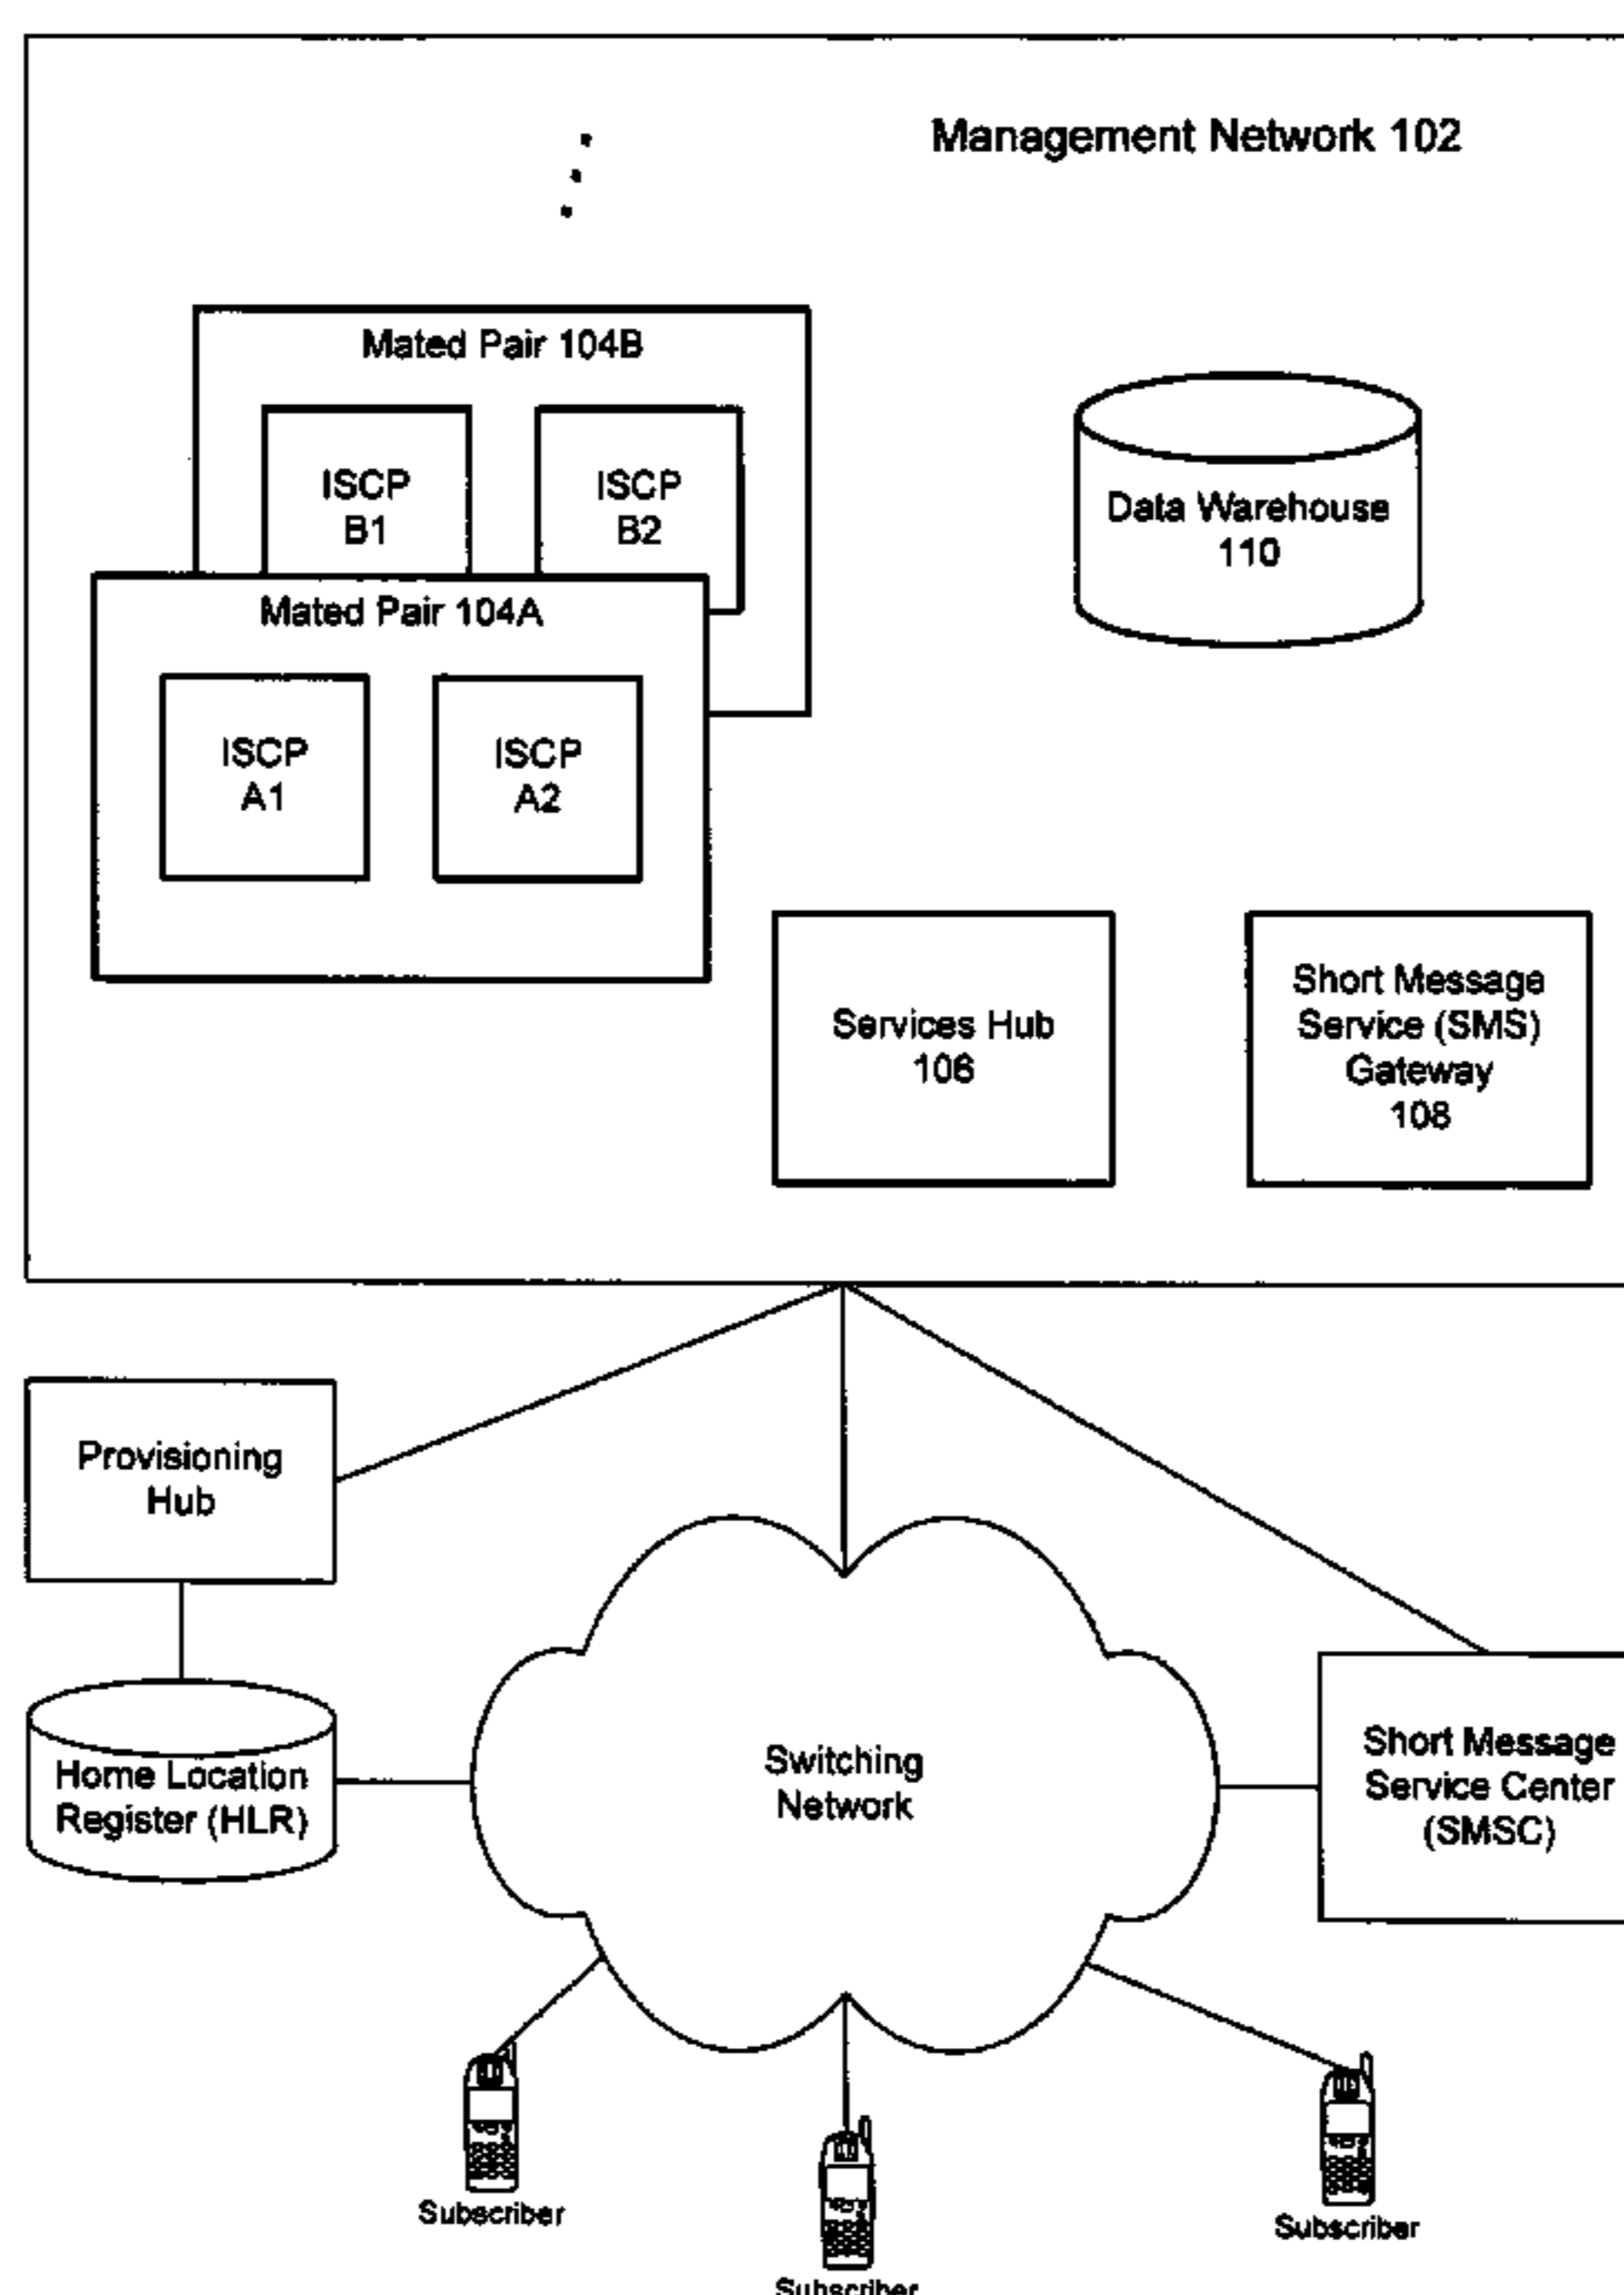 Management Network 102
Mated Pair 104B
ISCP
B1
ISCP
B2
Data Warehouse
110
Mated Pair 104A
ISCP
A1
ISCP
A2
Services Hub
106
Short Message
Service (SMS)
Gateway
108
Provisioning
Hub
Home Location
Register (HLR)
Switching
Network
Short Message
Service Center
(SMSC)
Subscriber
Subscriber
Subscriber